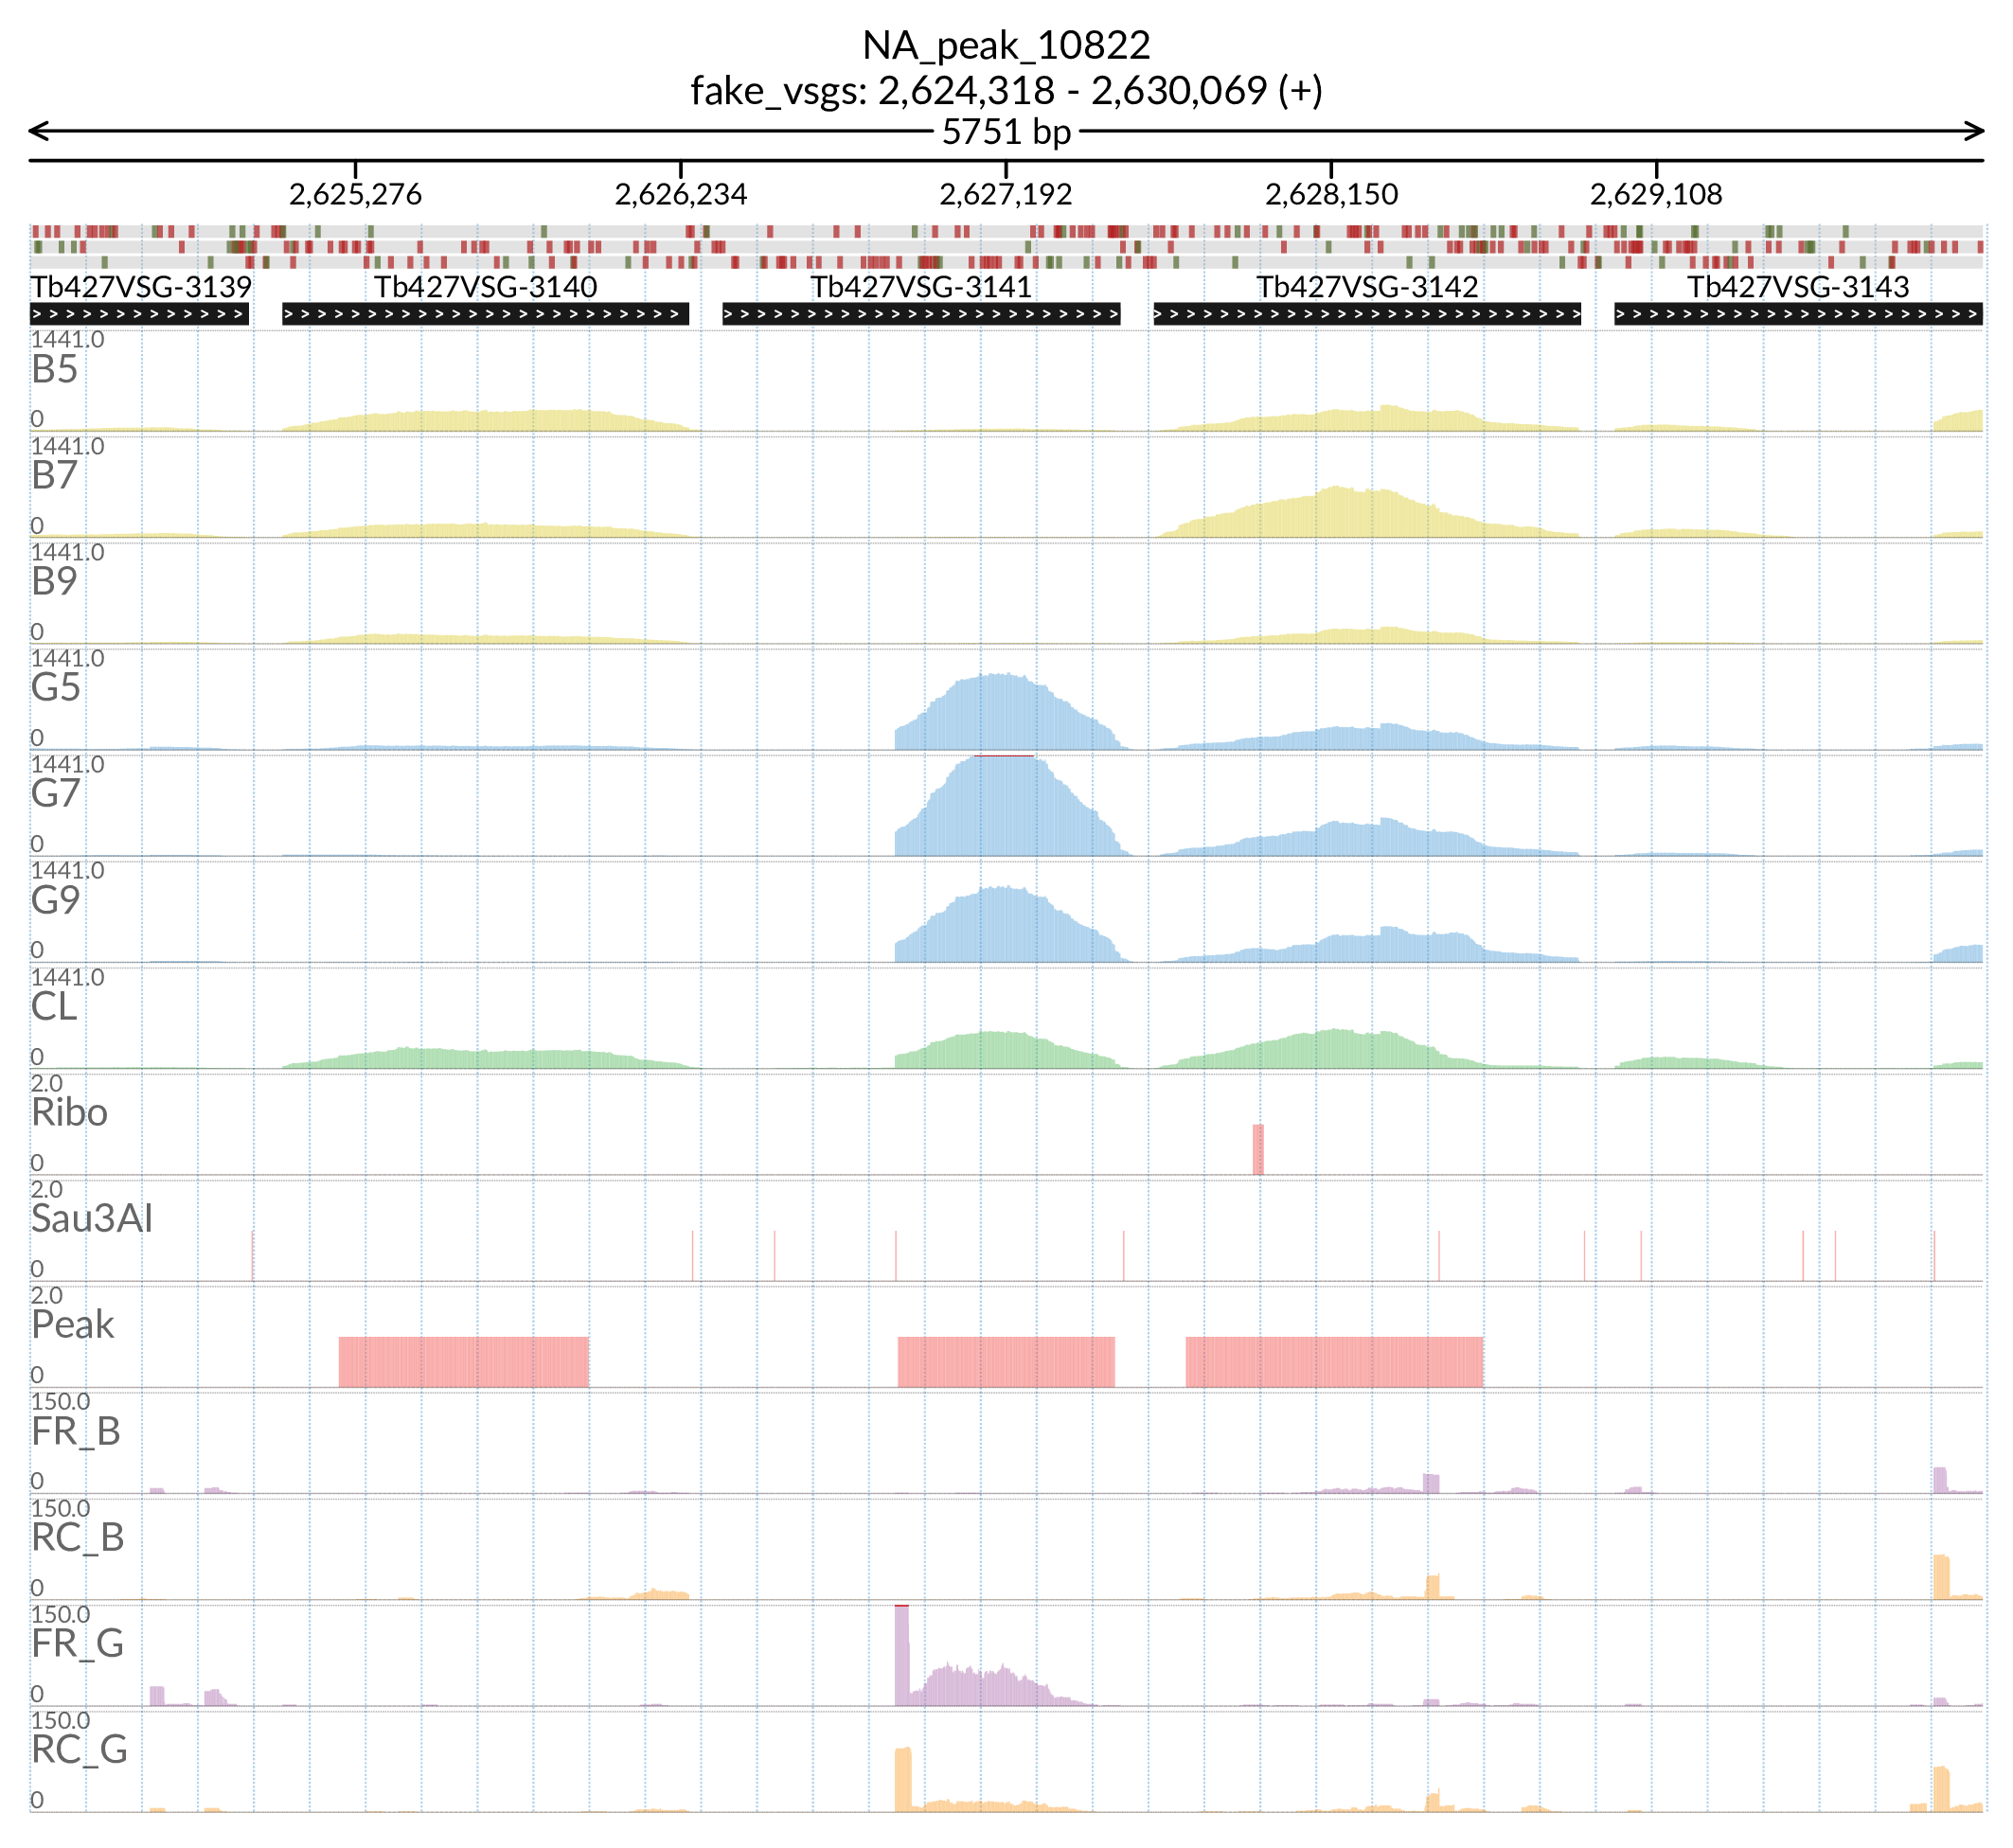 NA_peak_10822
fake_vsgs: 2,624,318 - 2,630,069 (+)
5751 bp
2,625,276 2,626,234 2,627,192 2,628,150 2,629,108
Tb427VSG-3139 Tb427VSG-3140 Tb427VSG-3141 Tb427VSG-3142 Tb427VSG-3143
1441.0
B5
0
1441.0
B7
0
1441.0
B9
0
1441.0
G5
0
1441.0
G7
0
1441.0
G9
0
1441.0
CL
0
2.0
Ribo
0
2.0
Sau3AI
0
2.0
Peak
0
150.0
FR_B
0
150.0
RC_B
0
150.0
FR_G
0
150.0
RC_G
0